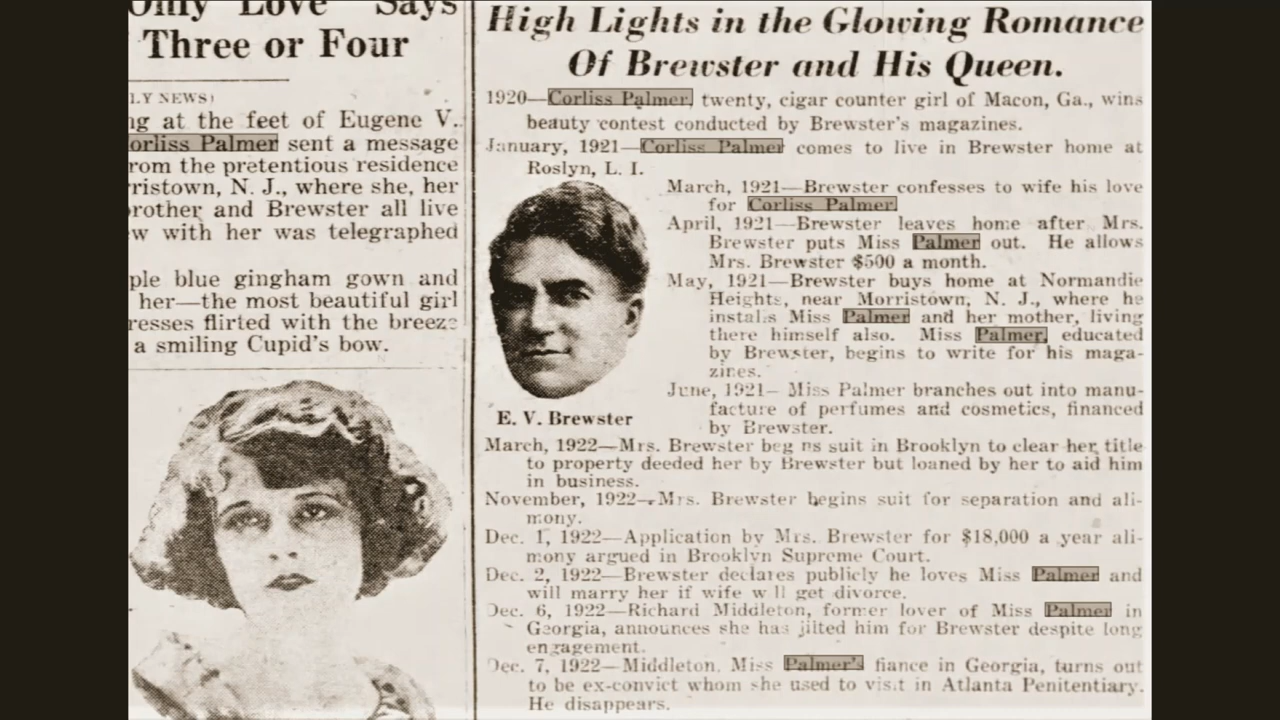 Only Love" Says
Three or Four
LY NEWS)
ng at the feet of Eugene V.
orliss Palmer sent a message
rom the pretentious residence
rristown, N. J., where she, her
brother and Brewster all live
ew with her was telegraphed
ple blue gingham gown and
her—the most beautiful girl
resses flirted with the breeze
a smiling Cupid's bow.
High Lights in the Glowing Romance
Of Brewster and His Queen.
1920—Corliss Palmer, twenty, cigar counter girl of Macon, Ga., wins
beauty contest conducted by Brewster's magazines.
January, 1921—Corliss Palmer comes to live in Brewster home at
Roslyn, L. I.
March, 1921—Brewster confesses to wife his love
for Corliss Palmer.
April, 1921—Brewster leaves home after Mrs.
Brewster puts Miss Palmer out. He allows
Mrs. Brewster $500 a month.
May, 1921—Brewster buys home at Normandie
Heights, near Morristown, N. J., where he
installs Miss Palmer and her mother, living
there himself also. Miss Palmer, educated
by Brewster, begins to write for his maga-
zines.
June, 1921—Miss Palmer branches out into manu-
facture of perfumes and cosmetics, financed
by Brewster.
E. V. Brewster
March, 1922—Mrs. Brewster begins suit in Brooklyn to clear her title
to property deeded her by Brewster but loaned by her to aid him
in business.
November, 1922—Mrs. Brewster begins suit for separation and ali-
mony.
Dec. 1, 1922—Application by Mrs. Brewster for $18,000 a year ali-
mony argued in Brooklyn Supreme Court.
Dec. 2, 1922—Brewster declares publicly he loves Miss Palmer and
will marry her if wife will get divorce.
Dec. 6, 1922—Richard Middleton, former lover of Miss Palmer in
Georgia, announces she has jilted him for Brewster despite long
engagement.
Dec. 7, 1922—Middleton, Miss Palmer's fiance in Georgia, turns out
to be ex-convict whom she used to visit in Atlanta Penitentiary.
He disappears.